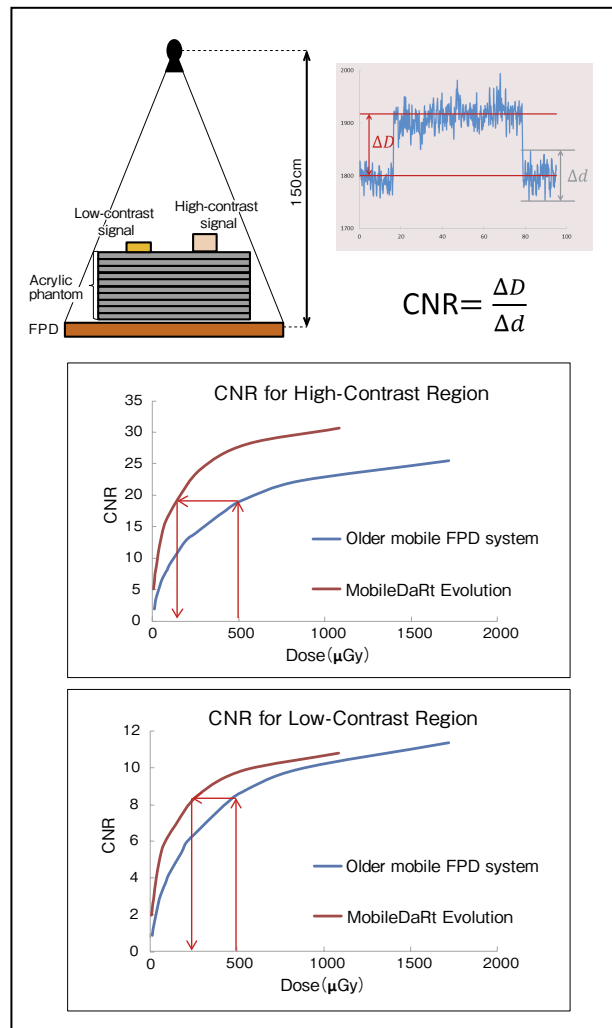 150cm
Low-contrast
signal
High-contrast
signal
Acrylic
phantom
FPD
2000
1900
1800
1700
0
20
40
60
80
100
ΔD
Δd
CNR= ΔD/Δd
CNR for High-Contrast Region
35
30
25
20
15
10
5
0
CNR
Older mobile FPD system
MobileDaRt Evolution
0 500 1000 1500 2000
Dose(μGy)
CNR for Low-Contrast Region
12
10
8
6
4
2
0
CNR
Older mobile FPD system
MobileDaRt Evolution
0 500 1000 1500 2000
Dose(μGy)